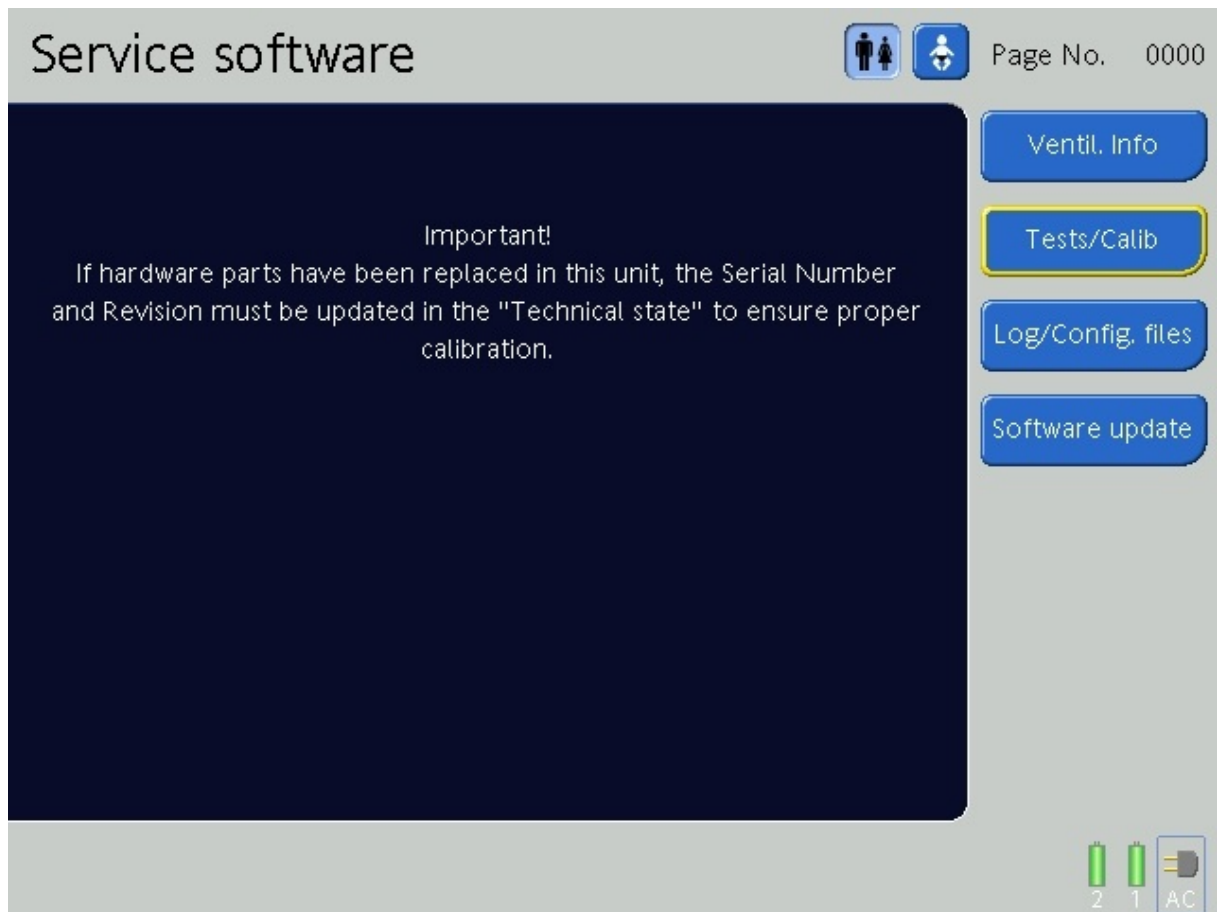 Service software
Page No. 0000
Ventil. Info
Tests/Calib
Log/Config. files
Software update
Important!
If hardware parts have been replaced in this unit, the Serial Number
and Revision must be updated in the "Technical state" to ensure proper
calibration.
2 1 AC